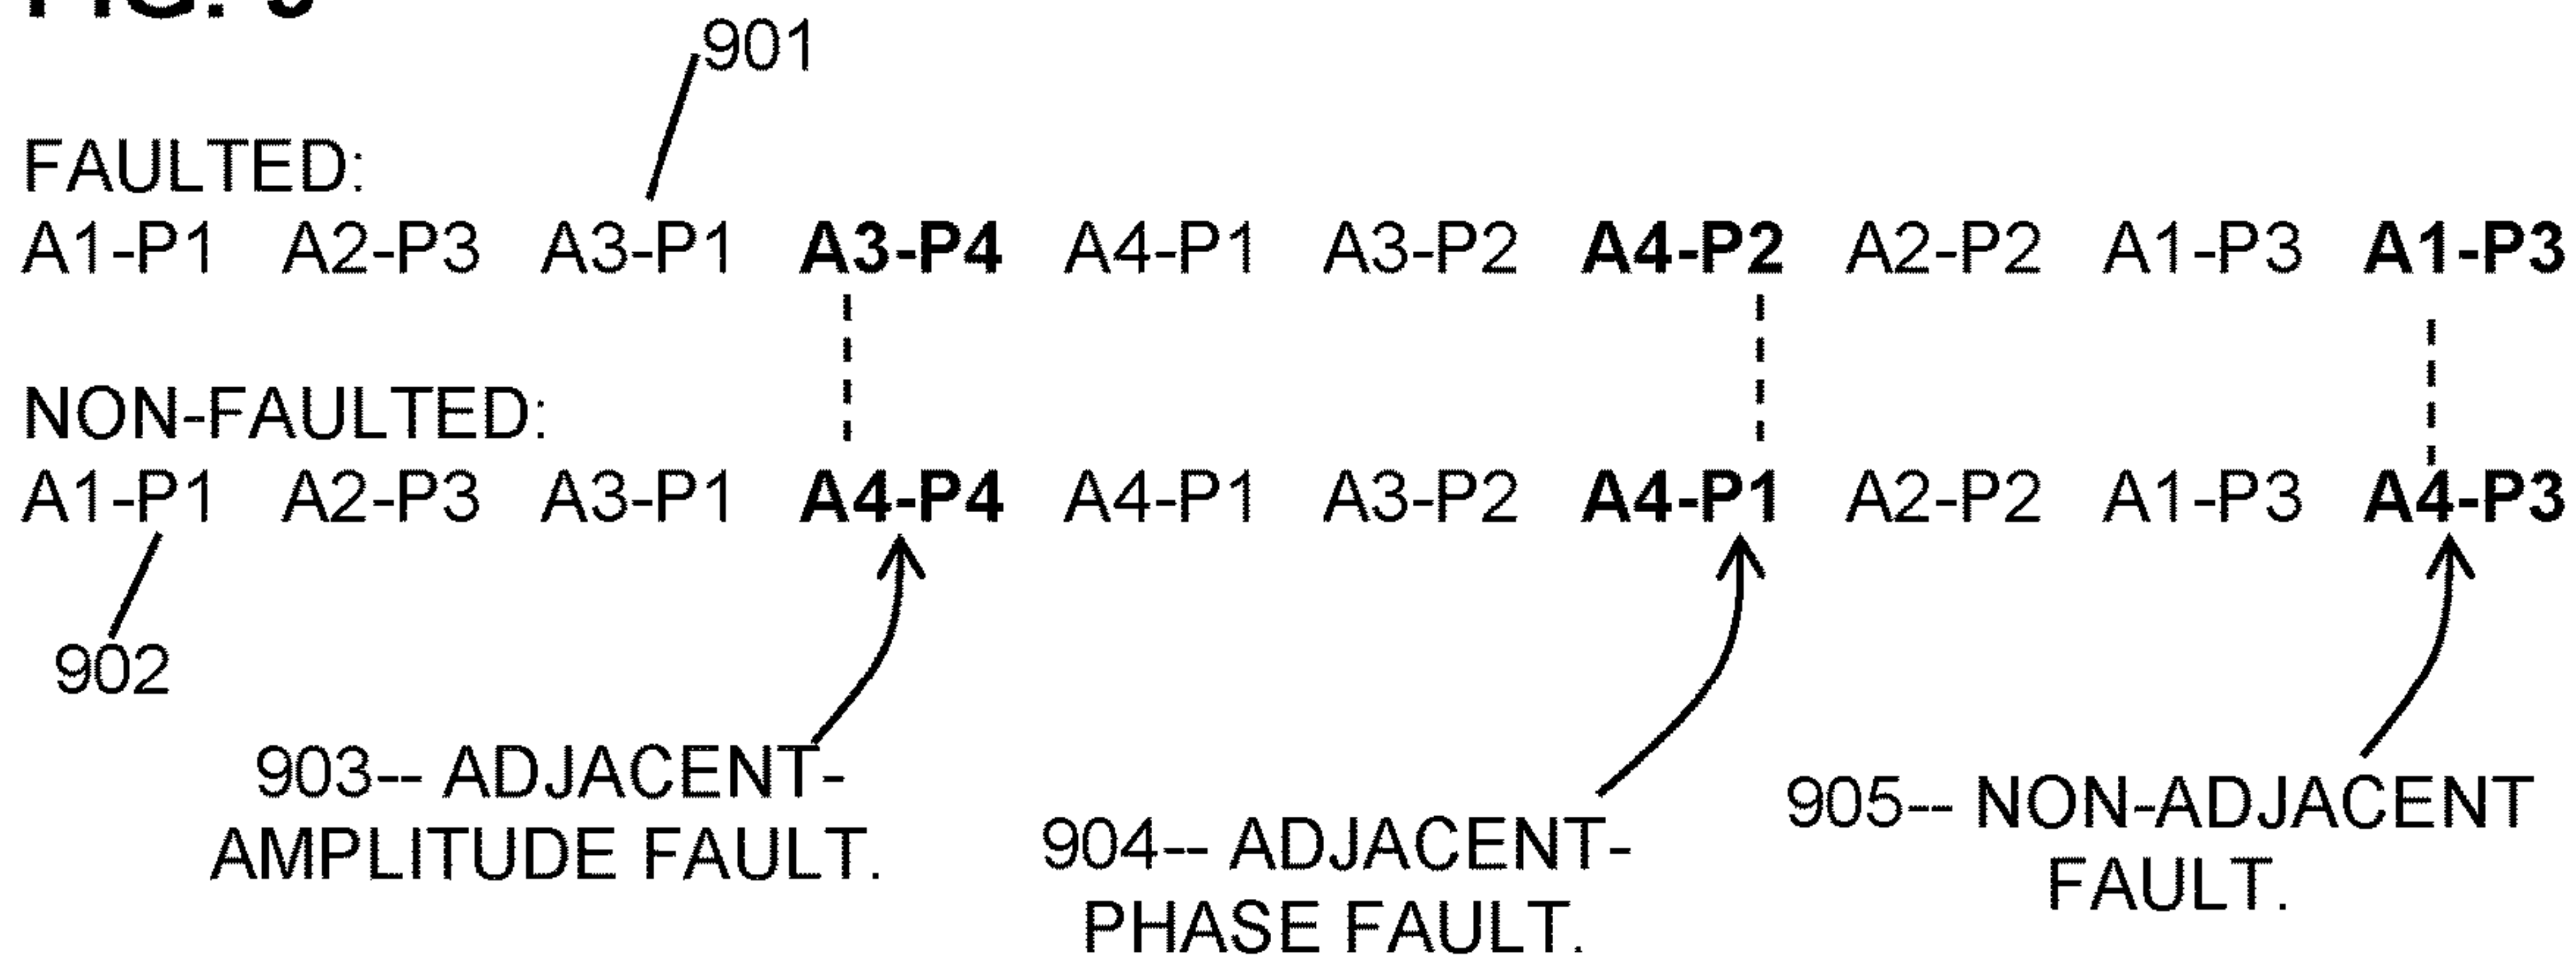 FIG. 9
901
FAULTED:
A1-P1 A2-P3 A3-P1 A3-P4 A4-P1 A3-P2 A4-P2 A2-P2 A1-P3 A1-P3
NON-FAULTED:
A1-P1 A2-P3 A3-P1 A4-P4 A4-P1 A3-P2 A4-P1 A2-P2 A1-P3 A4-P3
902
903-- ADJACENT-
AMPLITUDE FAULT.
904-- ADJACENT-
PHASE FAULT.
905-- NON-ADJACENT
FAULT.